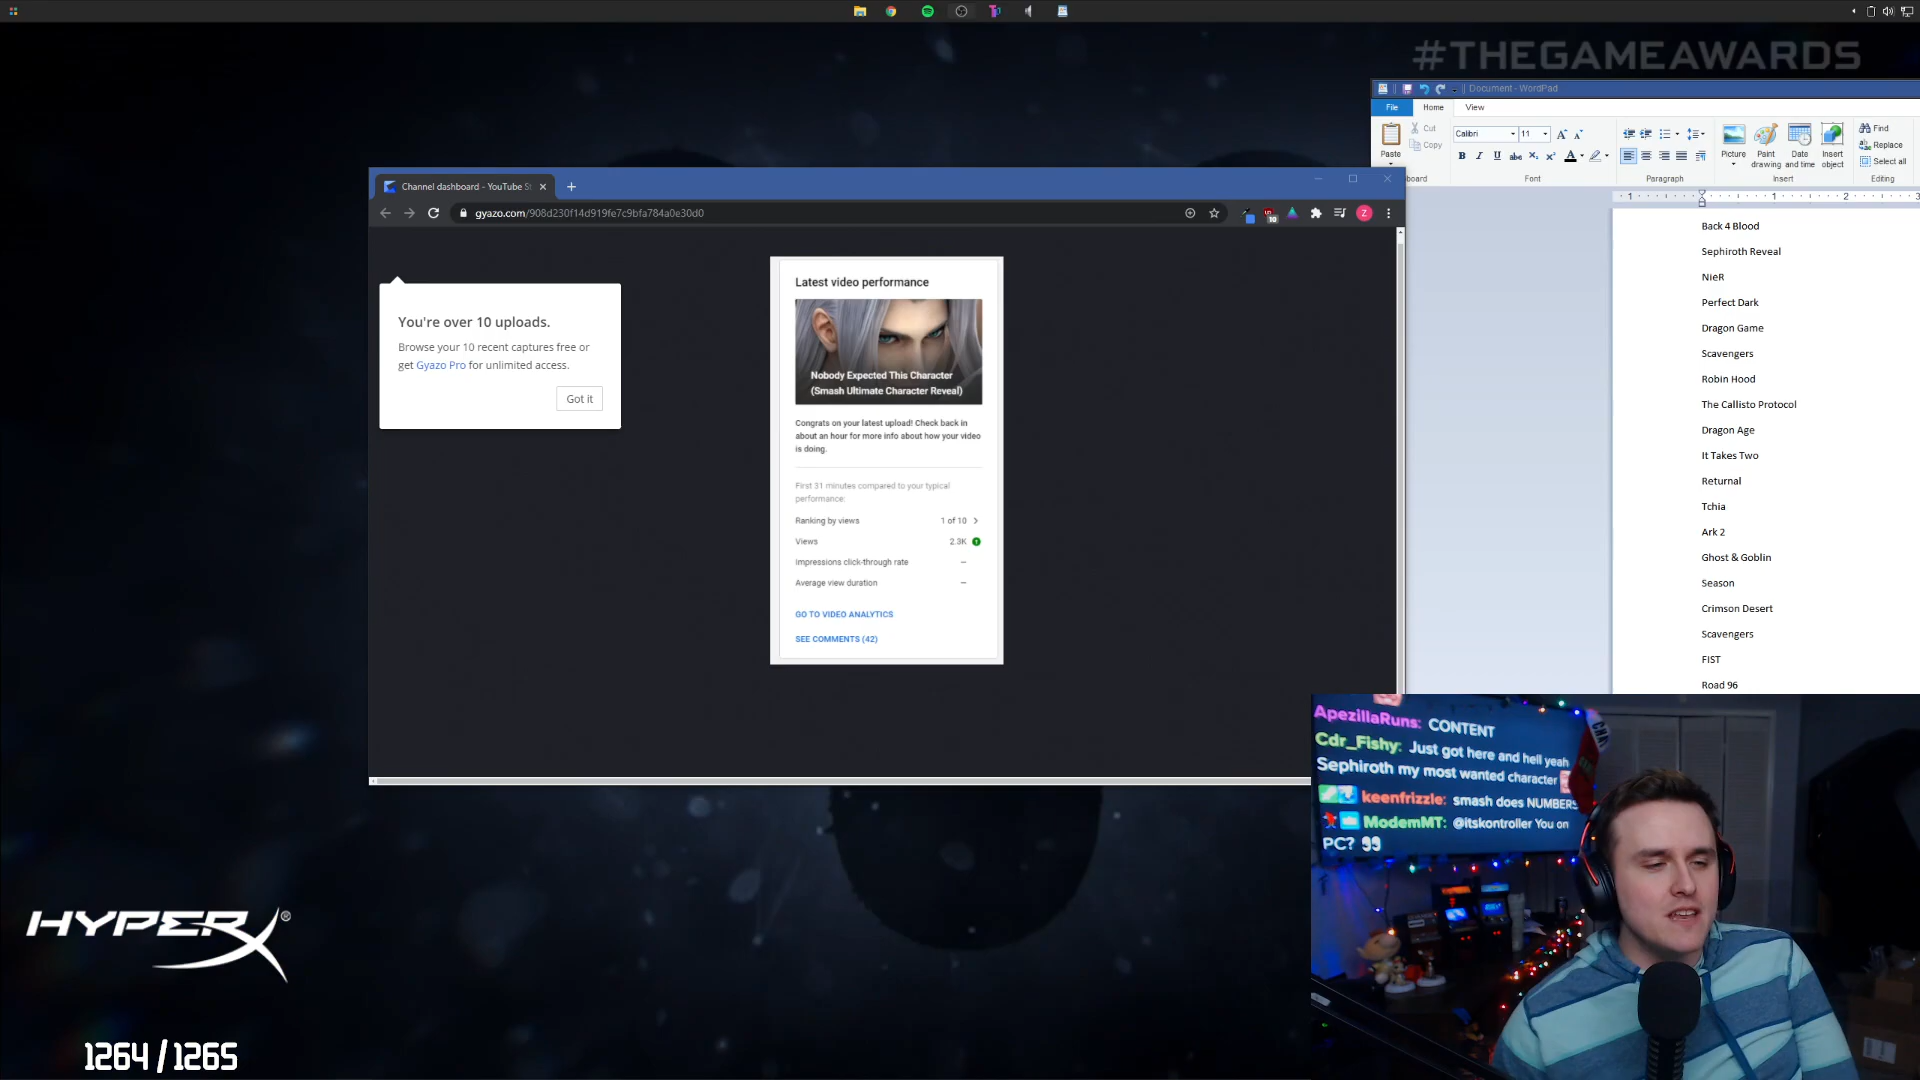 #THEGAMEAWARDS
Document - WordPad
File
Home
View
Paste
Cut
Copy
Calibri
11
Picture
Paint drawing
Date and time
Insert object
Find
Replace
Select all
Font
Paragraph
Insert
Editing
Channel dashboard - YouTube St
gyazo.com/908d230f14d919fe7c9bfa784a0e30d0
10
Z
You're over 10 uploads.
Browse your 10 recent captures free or
get Gyazo Pro for unlimited access.
Got it
Latest video performance
Nobody Expected This Character
(Smash Ultimate Character Reveal)
Congrats on your latest upload! Check back in
about an hour for more info about how your video
is doing.
First 31 minutes compared to your typical
performance:
Ranking by views 1 of 10
Views 2.3K
Impressions click-through rate –
Average view duration –
GO TO VIDEO ANALYTICS
SEE COMMENTS (42)
Back 4 Blood
Sephiroth Reveal
NieR
Perfect Dark
Dragon Game
Scavengers
Robin Hood
The Callisto Protocol
Dragon Age
It Takes Two
Returnal
Tchia
Ark 2
Ghost & Goblin
Season
Crimson Desert
Scavengers
FIST
Road 96
ApezillaRuns: CONTENT
Cdr_Fishy: Just got here and hell yeah
Sephiroth my most wanted character
keenfrizzle: smash does NUMBERS
ModemMT: @itskontroller You on
PC?
HYPERX®
1264/1265